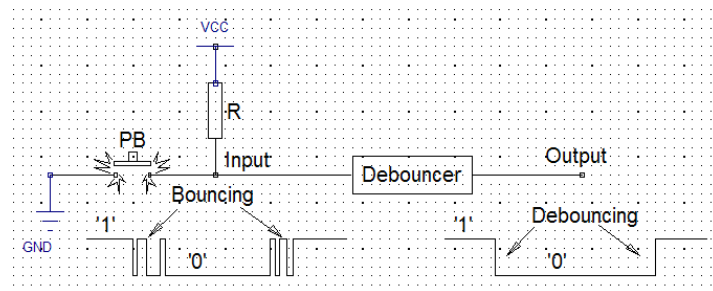 VCC
R
PB
Input
Debouncer
Output
Bouncing
Debouncing
'1'
'1'
GND
'0'
'0'